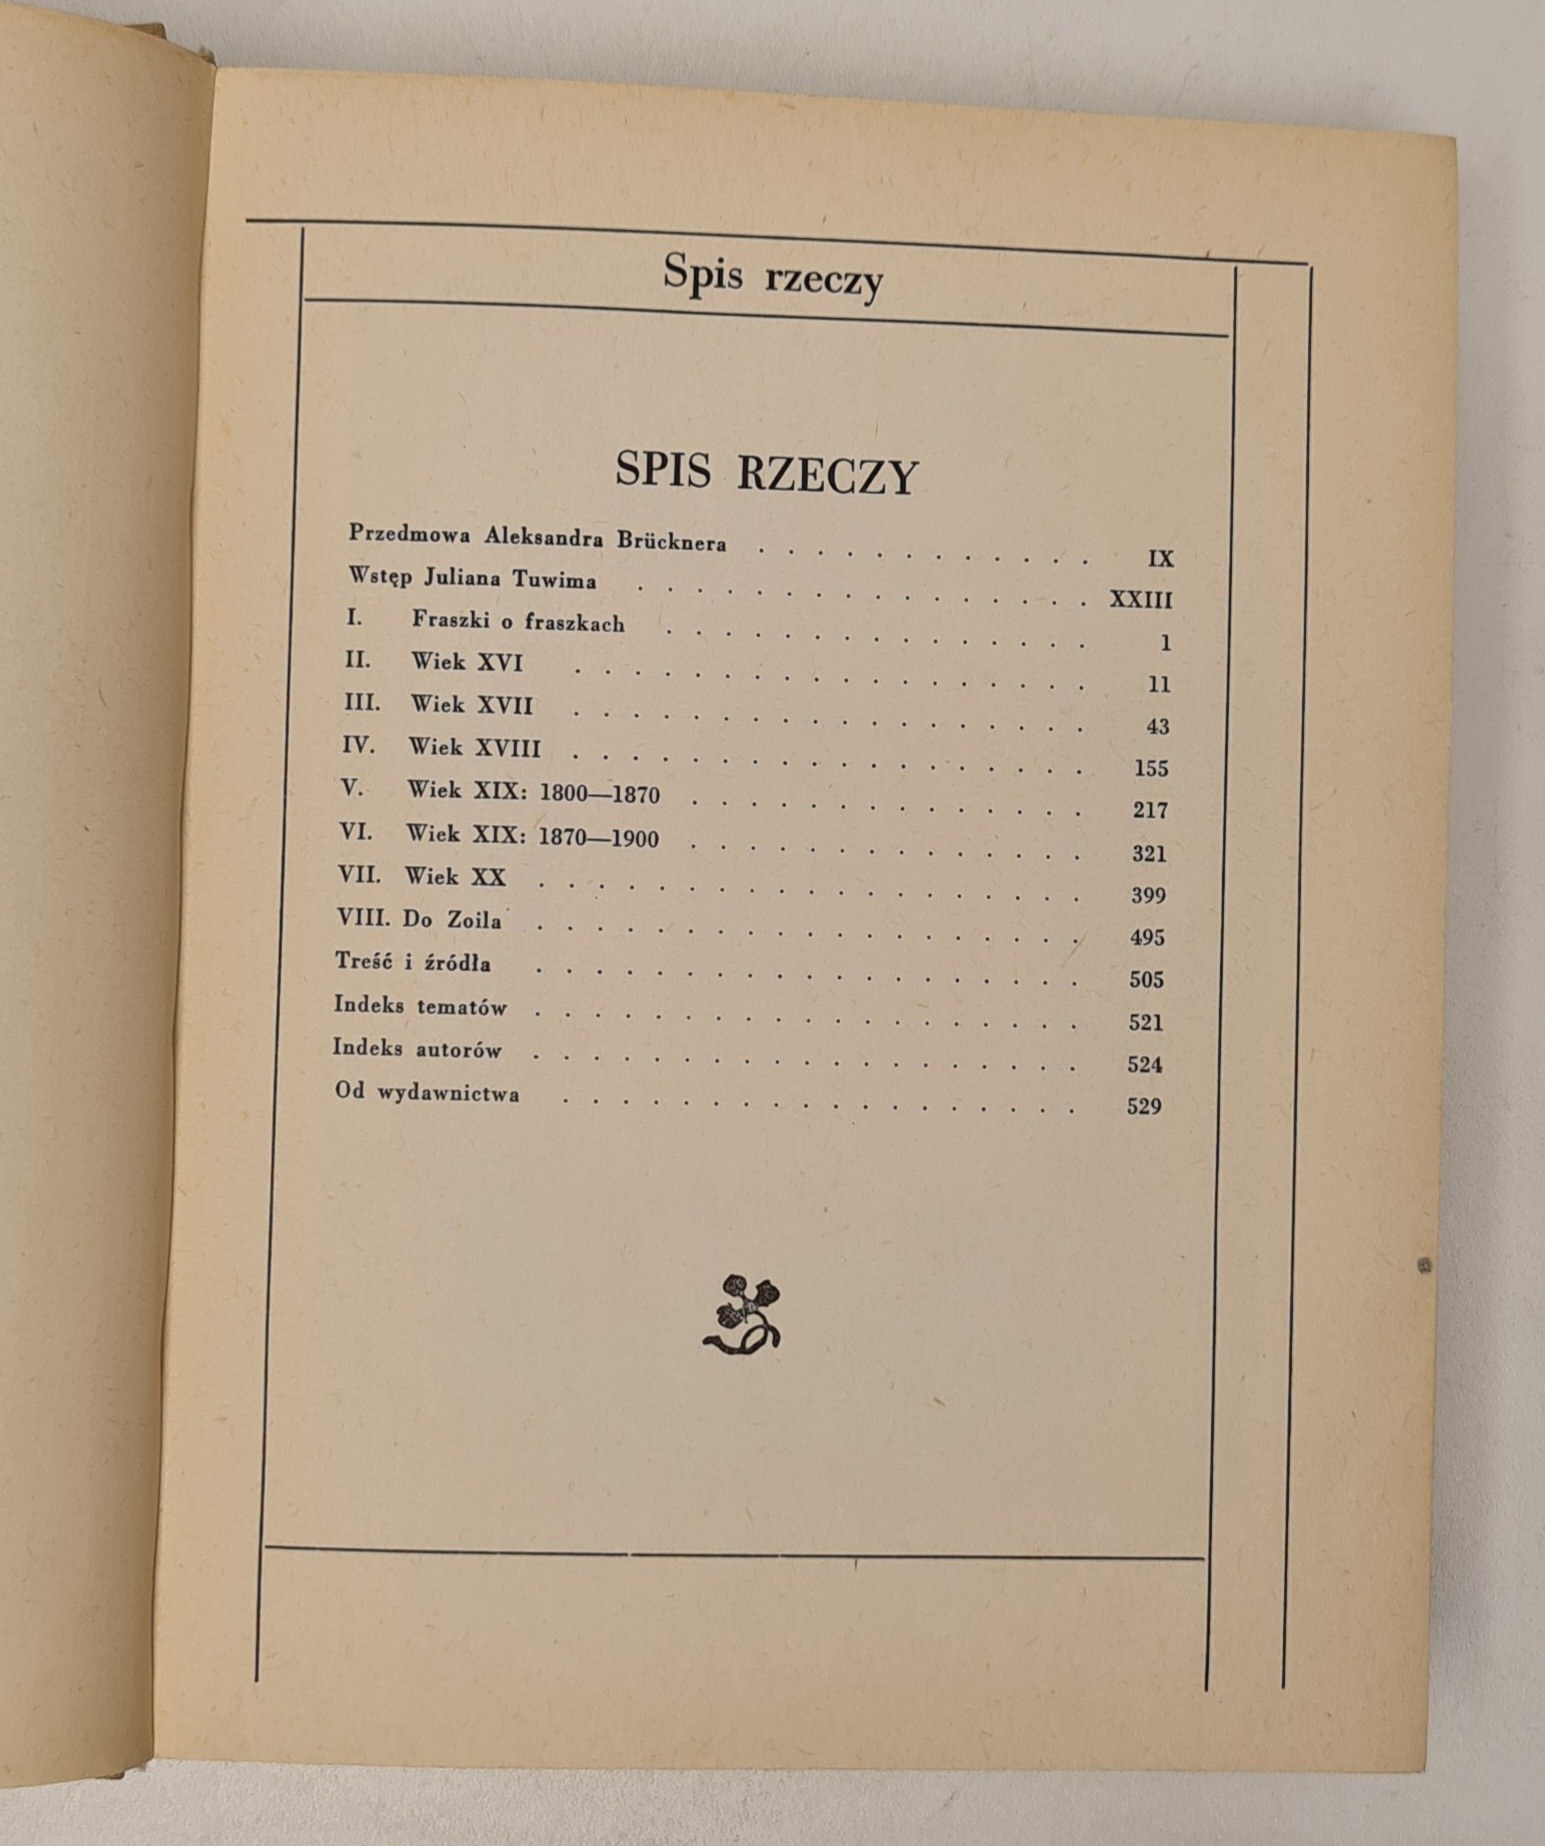 Spis rzeczy
SPIS RZECZY
Przedmowa Aleksandra Brücknera . . . . . . . . . . . . IX
Wstęp Juliana Tuwima . . . . . . . . . . . . . . . . XXIII
I. Fraszki o fraszkach . . . . . . . . . . . . . . . 1
II. Wiek XVI . . . . . . . . . . . . . . . . . . 11
III. Wiek XVII . . . . . . . . . . . . . . . . . . 43
IV. Wiek XVIII . . . . . . . . . . . . . . . . . . 155
V. Wiek XIX: 1800—1870 . . . . . . . . . . . . . . 217
VI. Wiek XIX: 1870—1900 . . . . . . . . . . . . . . 321
VII. Wiek XX . . . . . . . . . . . . . . . . . . . 399
VIII. Do Zoila . . . . . . . . . . . . . . . . . . . 495
Treść i źródła . . . . . . . . . . . . . . . . . . . 505
Indeks tematów . . . . . . . . . . . . . . . . . . . 521
Indeks autorów . . . . . . . . . . . . . . . . . . . 524
Od wydawnictwa . . . . . . . . . . . . . . . . . . 529